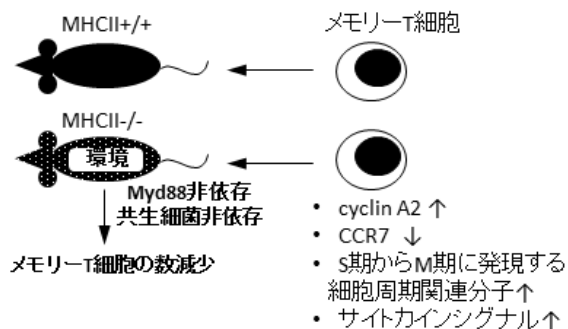 MHCII+/+
メモリーT細胞
MHCII-/-
環境
Myd88非依存
共生細菌非依存
メモリーT細胞の数減少
• cyclin A2 ↑
• CCR7 ↓
• S期からM期に発現する
細胞周期関連分子↑
• サイトカインシグナル↑